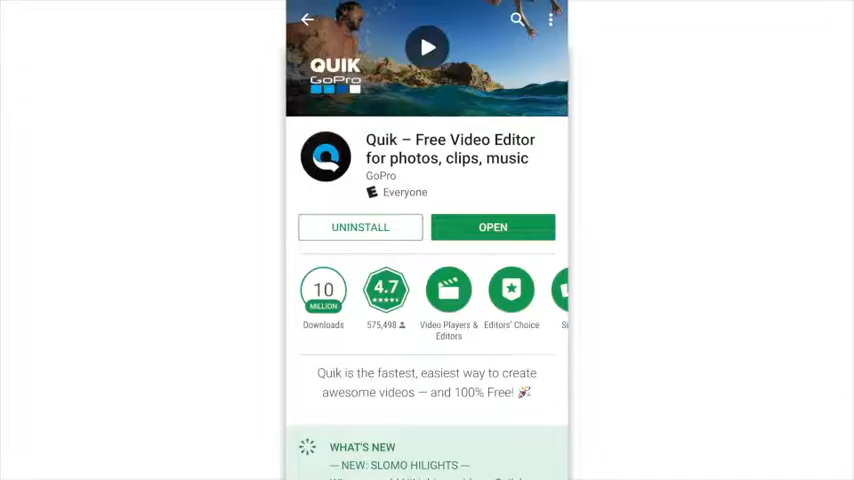 QUIK
GoPro
Quik – Free Video Editor
for photos, clips, music
GoPro
Everyone
UNINSTALL
OPEN
10
MILLION
Downloads
4.7
575,498
Video Players &
Editors
Editors' Choice
Quik is the fastest, easiest way to create
awesome videos — and 100% Free! 🎉
WHAT'S NEW
— NEW: SLOMO HILIGHTS —